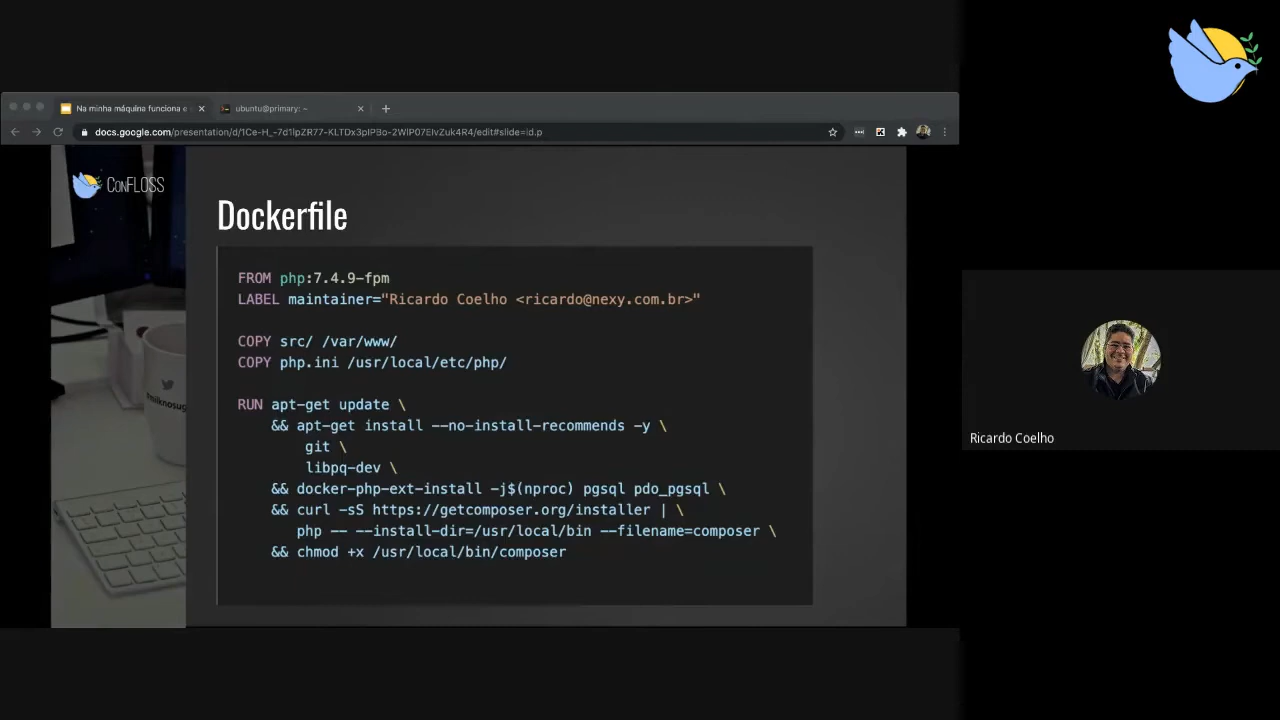 Na minha máquina funciona e
ubuntu@primary: ~
docs.google.com/presentation/d/1Ce-H_-7d1lpZR77-KLTDx3pIPBo-2WlP07EIvZuk4R4/edit#slide=id.p
ConFLOSS
Dockerfile
FROM php:7.4.9-fpm
LABEL maintainer="Ricardo Coelho <ricardo@nexy.com.br>"
COPY src/ /var/www/
COPY php.ini /usr/local/etc/php/
RUN apt-get update \
&& apt-get install --no-install-recommends -y \
git \
libpq-dev \
&& docker-php-ext-install -j$(nproc) pgsql pdo_pgsql \
&& curl -sS https://getcomposer.org/installer | \
php -- --install-dir=/usr/local/bin --filename=composer \
&& chmod +x /usr/local/bin/composer
Ricardo Coelho